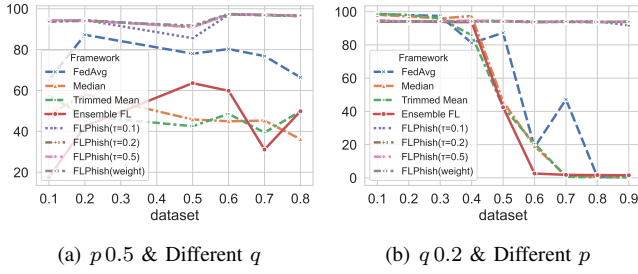 100
80
60
40
20
Framework
FedAvg
Median
Trimmed Mean
Ensemble FL
FLPhish(τ=0.1)
FLPhish(τ=0.2)
FLPhish(τ=0.5)
FLPhish(weight)
0.1 0.2 0.3 0.4 0.5 0.6 0.7 0.8
dataset
(a) p 0.5 & Different q
100
80
60
40
20
0
Framework
FedAvg
Median
Trimmed Mean
Ensemble FL
FLPhish(τ=0.1)
FLPhish(τ=0.2)
FLPhish(τ=0.5)
FLPhish(weight)
0.1 0.2 0.3 0.4 0.5 0.6 0.7 0.8 0.9
dataset
(b) q 0.2 & Different p